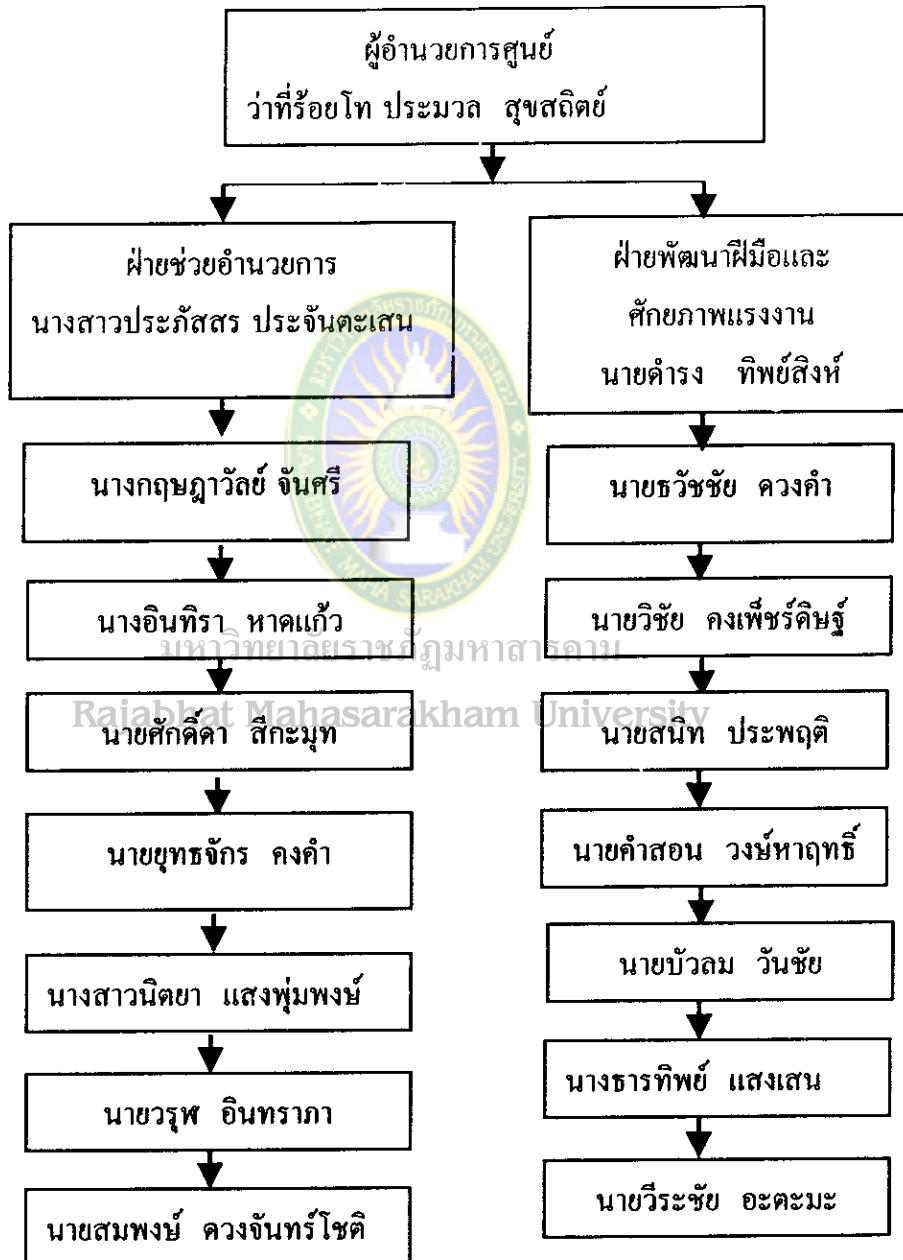 ผู้อำนวยการศูนย์
ว่าที่ร้อยโท ประมวล สุขสถิตย์
ฝ่ายช่วยอำนวยการ
นางสาวประภัสสร ประจันตะเสน
ฝ่ายพัฒนาฝีมือและ
ศักยภาพแรงงาน
นายดำรง ทิพย์สิงห์
นางกฤษฎาวัลย์ จันศรี
นายธวัชชัย ดวงคำ
นางอินทิรา หาดแก้ว
นายวิชัย คงเพ็ชร์ดิษฐ์
มหาวิทยาลัยราชภัฏมหาสารคาม
Rajabhat Mahasarakham University
นายศักดิ์ดา สีกะมุท
นายสนิท ประพฤติ
นายยุทธจักร คงคำ
นายคำสอน วงษ์หาฤทธิ์
นางสาวนิตยา แสงพุ่มพงษ์
นายบัวลม วันชัย
นายวรุฬ อินทราภา
นางธารทิพย์ แสงเสน
นายสมพงษ์ ดวงจันทร์โชติ
นายวีระชัย อะตะมะ